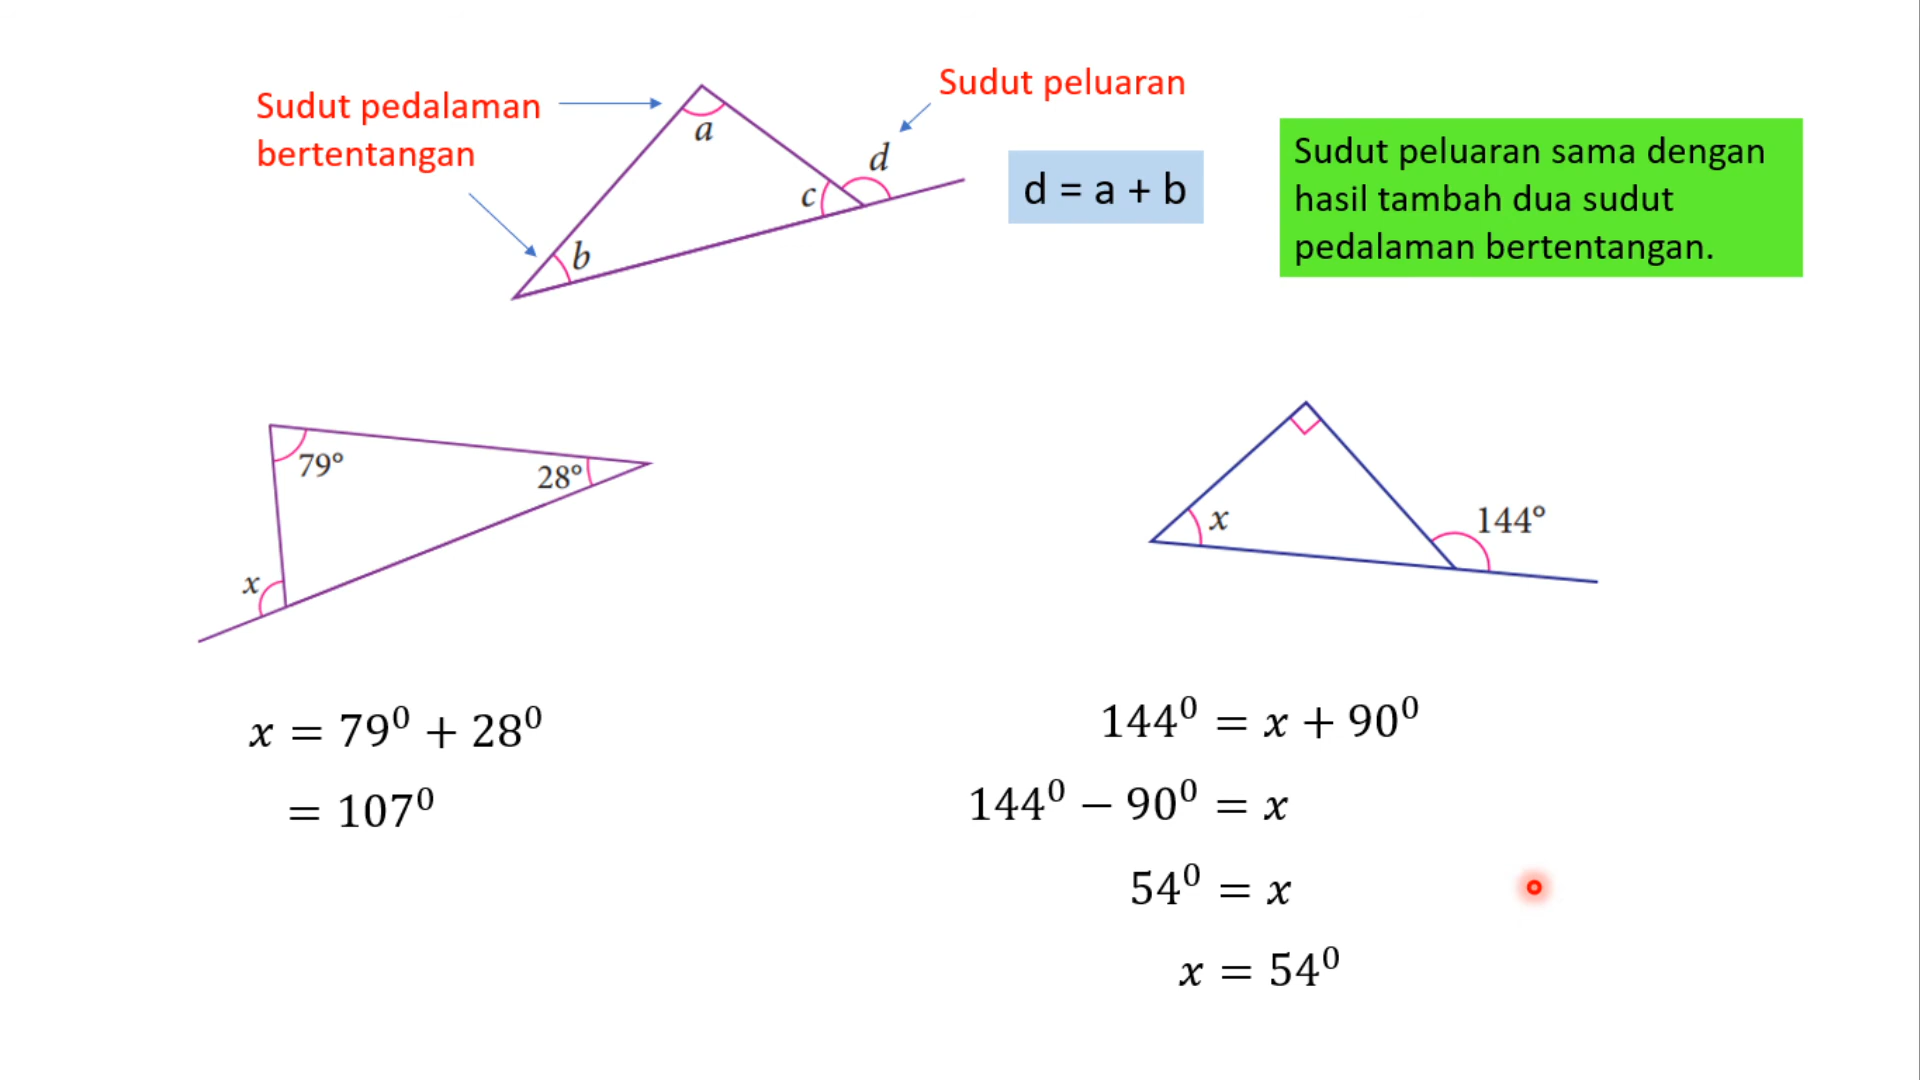 Sudut pedalaman
bertentangan
Sudut peluaran
a
b
c
d
d = a + b
Sudut peluaran sama dengan
hasil tambah dua sudut
pedalaman bertentangan.
79°
28°
x
x = 79⁰ + 28⁰
= 107⁰
x
144°
144⁰ = x + 90⁰
144⁰ − 90⁰ = x
54⁰ = x
x = 54⁰